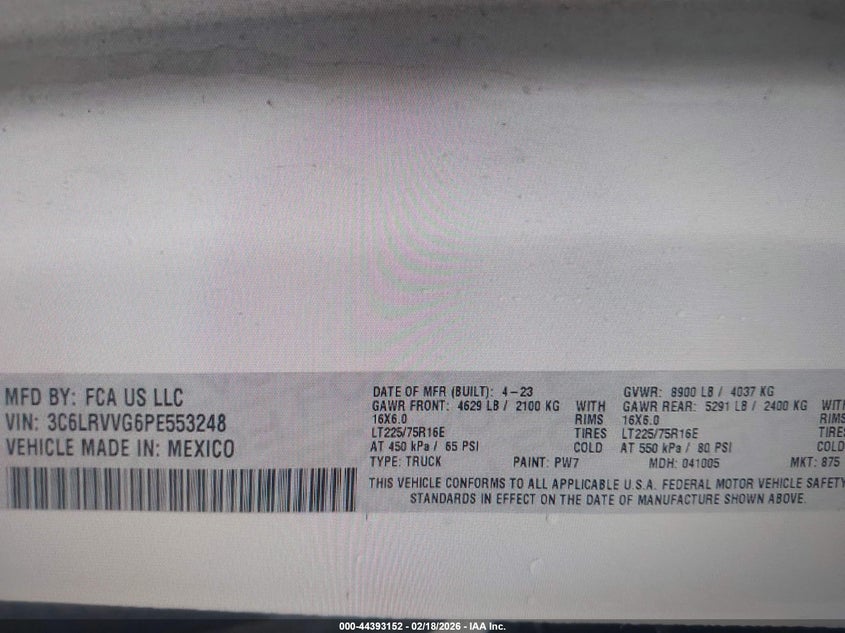 MFD BY: FCA US LLC
VIN: 3C6LRVVG6PE553248
VEHICLE MADE IN: MEXICO
DATE OF MFR (BUILT): 4-23 GVWR: 8900 LB / 4037 KG
GAWR FRONT: 4629 LB / 2100 KG WITH GAWR REAR: 5291 LB / 2400 KG WITH
16X6.0 RIMS 16X6.0 RIMS
LT225/75R16E TIRES LT225/75R16E TIRES
AT 450 kPa / 65 PSI COLD AT 550 kPa / 80 PSI COLD
TYPE: TRUCK PAINT: PW7 MDH: 041005 MKT: 875
THIS VEHICLE CONFORMS TO ALL APPLICABLE U.S.A. FEDERAL MOTOR VEHICLE SAFETY
STANDARDS IN EFFECT ON THE DATE OF MANUFACTURE SHOWN ABOVE.
000-44393152 - 02/18/2026 - IAA Inc.